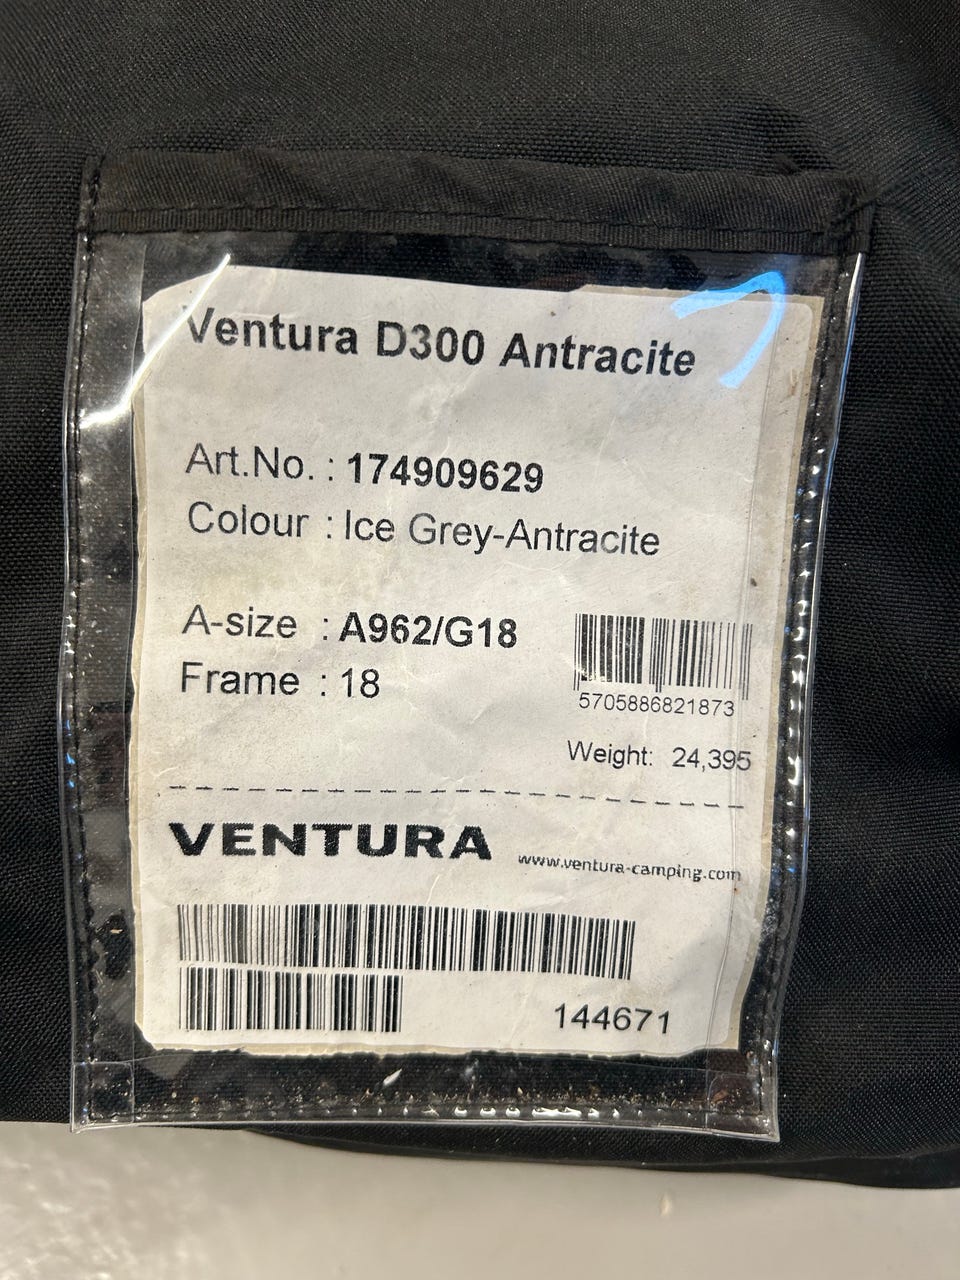 Ventura D300 Antracite
Art.No. : 174909629
Colour : Ice Grey-Antracite
A-size : A962/G18
Frame : 18
5705886821873
Weight: 24,395
VENTURA
www.ventura-camping.com
144671